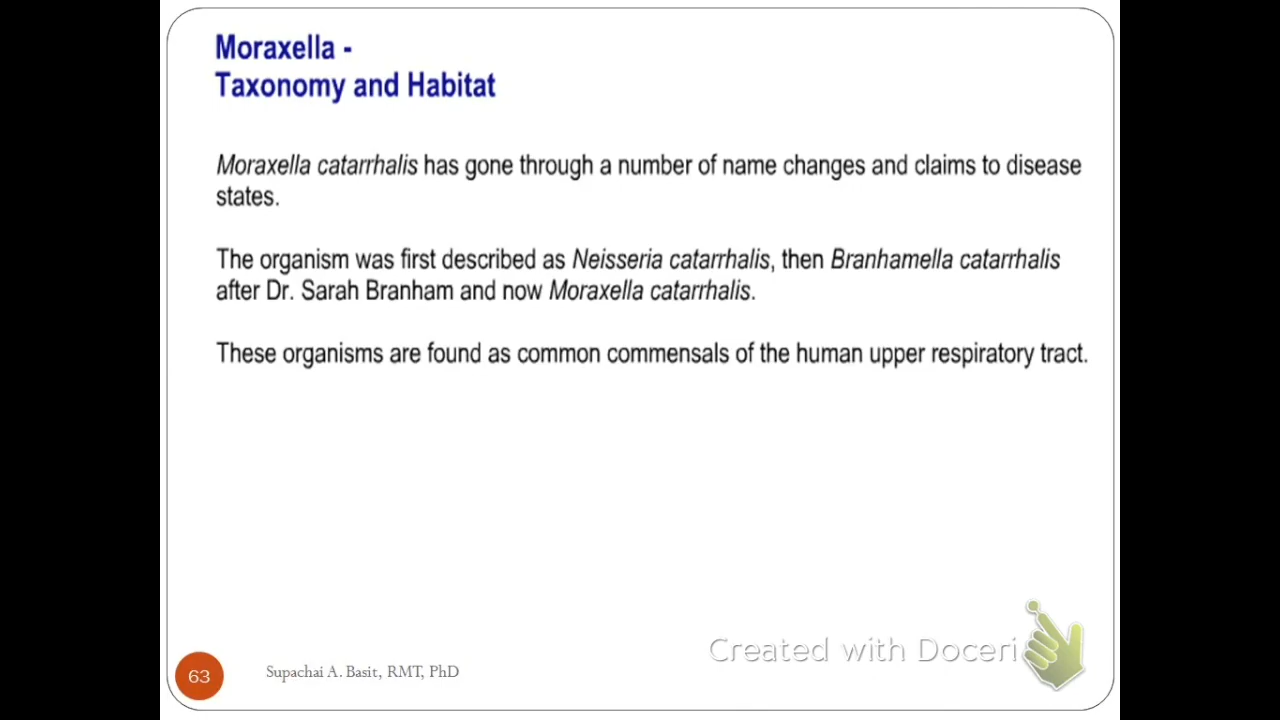 Moraxella -
Taxonomy and Habitat
Moraxella catarrhalis has gone through a number of name changes and claims to disease
states.
The organism was first described as Neisseria catarrhalis, then Branhamella catarrhalis
after Dr. Sarah Branham and now Moraxella catarrhalis.
These organisms are found as common commensals of the human upper respiratory tract.
Created with Doceri
63
Supachai A. Basit, RMT, PhD